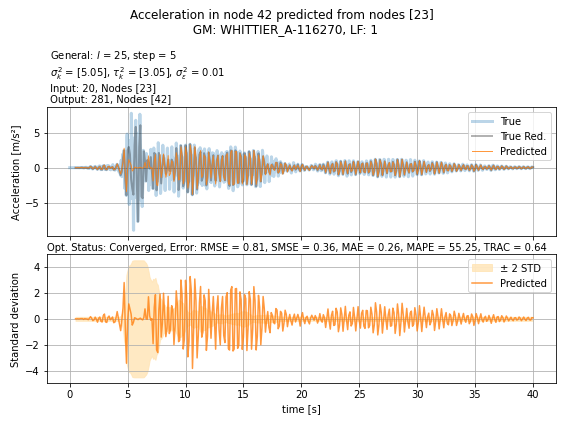 Acceleration in node 42 predicted from nodes [23]
GM: WHITTIER_A-116270, LF: 1
General: l = 25, step = 5
σ²ₖ = [5.05], τ²ₖ = [3.05], σ²ε = 0.01
Input: 20, Nodes [23]
Output: 281, Nodes [42]
Acceleration [m/s²]
5
0
−5
True
True Red.
Predicted
Opt. Status: Converged, Error: RMSE = 0.81, SMSE = 0.36, MAE = 0.26, MAPE = 55.25, TRAC = 0.64
Standard deviation
4
2
0
−2
−4
± 2 STD
Predicted
0 5 10 15 20 25 30 35 40
time [s]